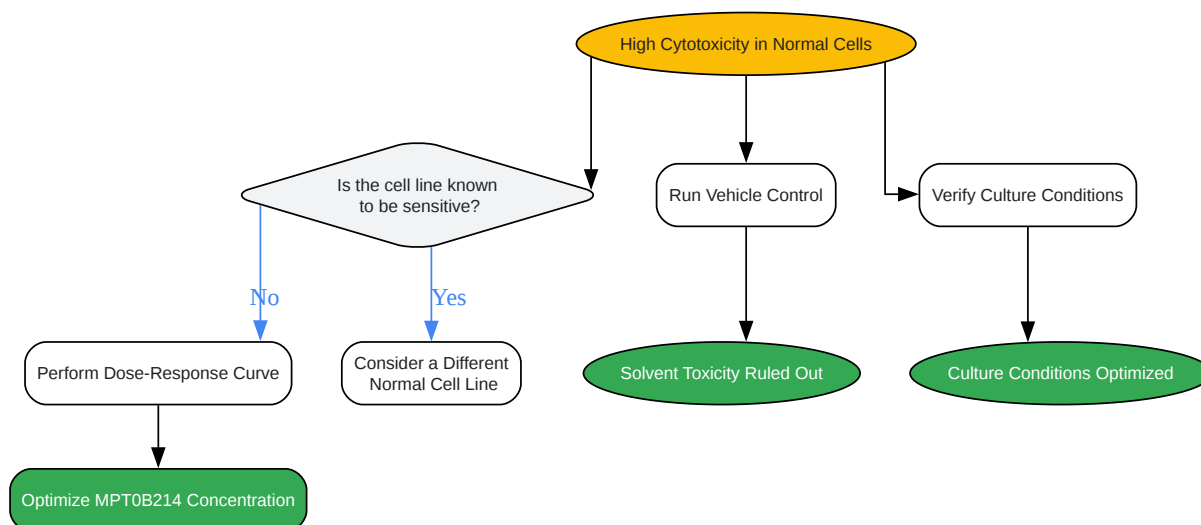 High Cytotoxicity in Normal Cells
Is the cell line known
to be sensitive?
Run Vehicle Control
Verify Culture Conditions
No
Yes
Perform Dose-Response Curve
Consider a Different
Normal Cell Line
Solvent Toxicity Ruled Out
Culture Conditions Optimized
Optimize MPT0B214 Concentration